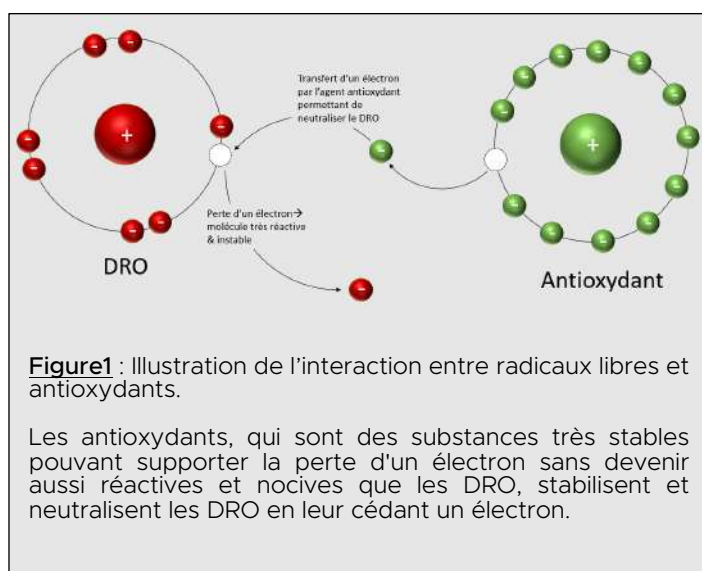 Transfert d'un électron
par l'agent antioxydant
permettant de
neutraliser le DRO
Perte d'un électron→
molécule très réactive
& instable
DRO
Antioxydant
Figure1 : Illustration de l'interaction entre radicaux libres et
antioxydants.
Les antioxydants, qui sont des substances très stables
pouvant supporter la perte d'un électron sans devenir
aussi réactives et nocives que les DRO, stabilisent et
neutralisent les DRO en leur cédant un électron.